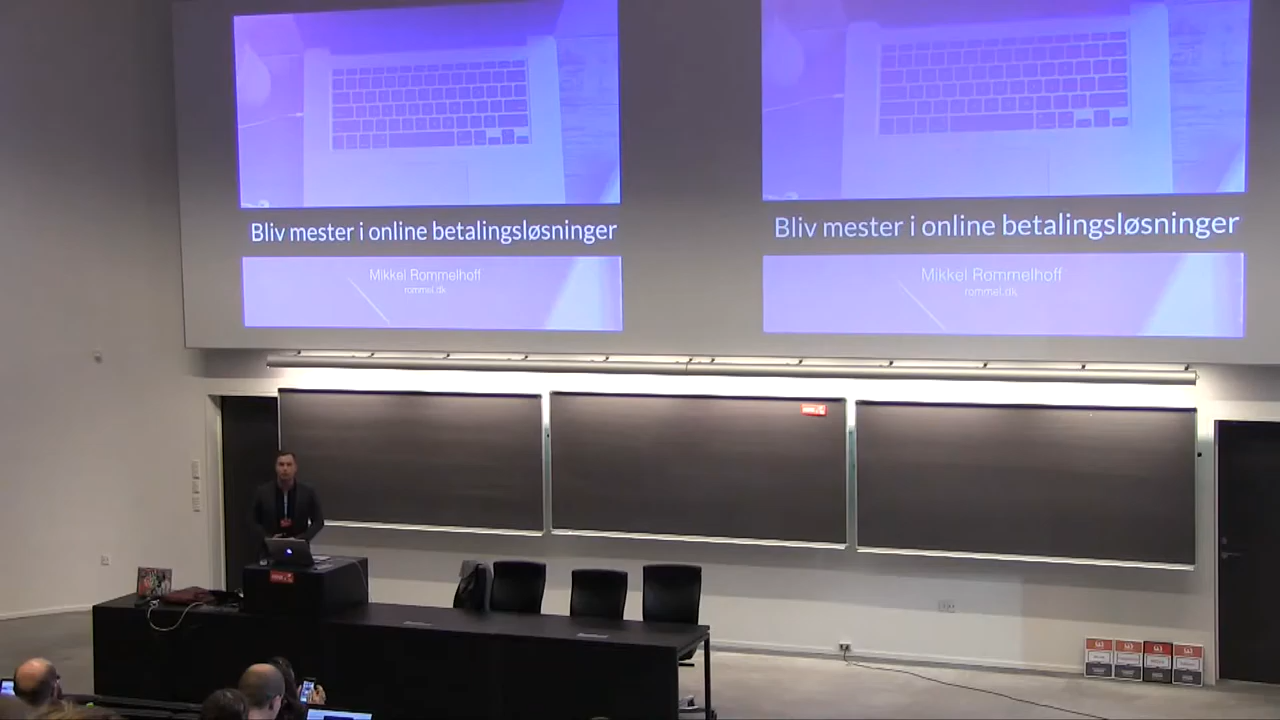 Bliv mester i online betalingsløsninger
Mikkel Rommelhoff
rommel.dk
Bliv mester i online betalingsløsninger
Mikkel Rommelhoff
rommel.dk